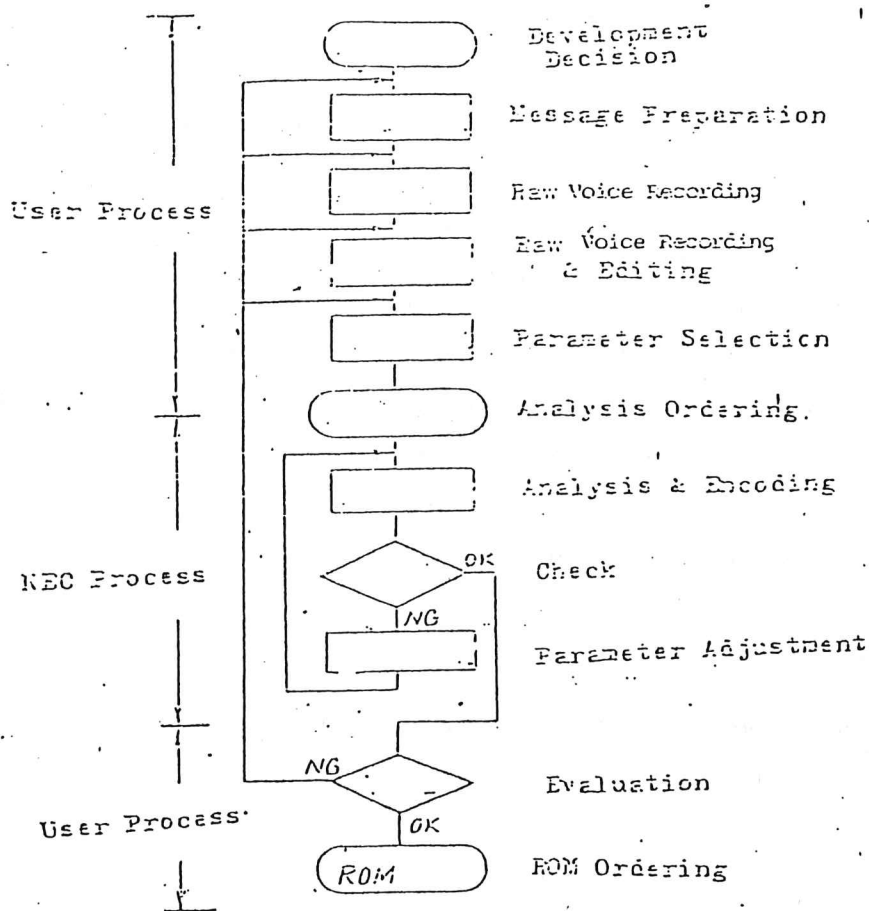 Development
Decision
Message Preparation
User Process
Raw Voice Recording
Raw Voice Recording
& Editing
Parameter Selection
Analysis Ordering.
Analysis & Encoding
NEC Process
OK
Check
NG
Parameter Adjustment
NG
Evaluation
User Process
OK
ROM
ROM Ordering